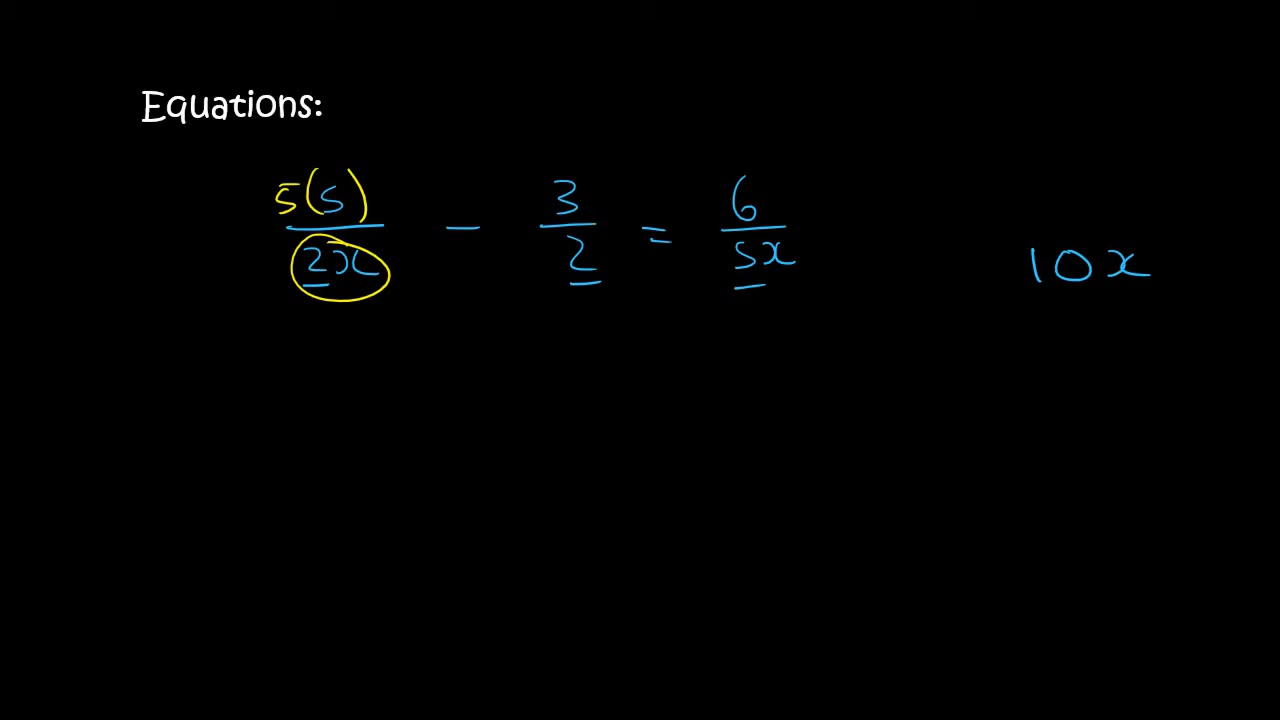 Equations:
5(5)/2x - 3/2 = 6/5x
10x